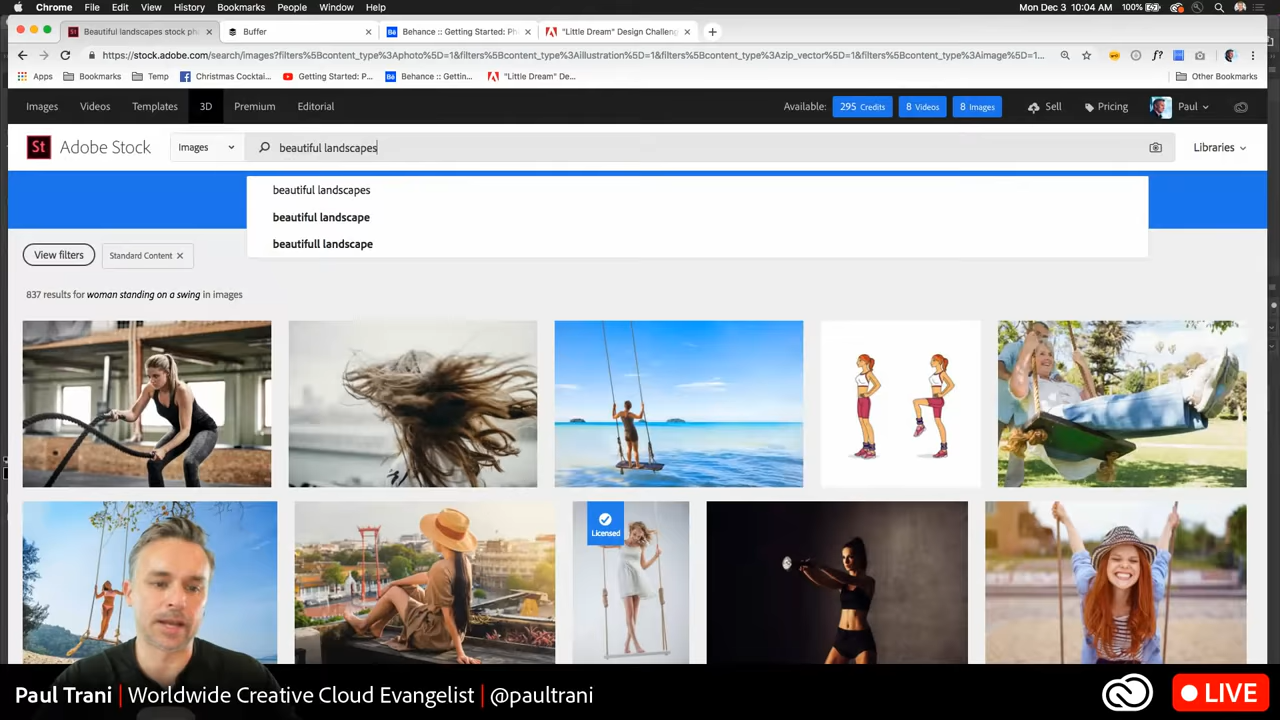 Chrome File Edit View History Bookmarks People Window Help
Mon Dec 3 10:04 AM 100%
Beautiful landscapes stock ph
Buffer
Behance :: Getting Started: Ph
"Little Dream" Design Challeng
https://stock.adobe.com/search/images?filters%5Bcontent_type%3Aphoto%5D=1&filters%5Bcontent_type%3Aillustration%5D=1&filters%5Bcontent_type%3Azip_vector%5D=1&filters%5Bcontent_type%3Aimage%5D=1...
Apps Bookmarks Temp Christmas Cocktai... Getting Started: P... Behance :: Gettin... "Little Dream" De... Other Bookmarks
Images Videos Templates 3D Premium Editorial Available: 295 Credits 8 Videos 8 Images Sell Pricing Paul
St Adobe Stock Images beautiful landscapes Libraries
beautiful landscapes
beautiful landscape
beautifull landscape
View filters Standard Content
837 results for woman standing on a swing in images
Licensed
Paul Trani | Worldwide Creative Cloud Evangelist | @paultrani LIVE